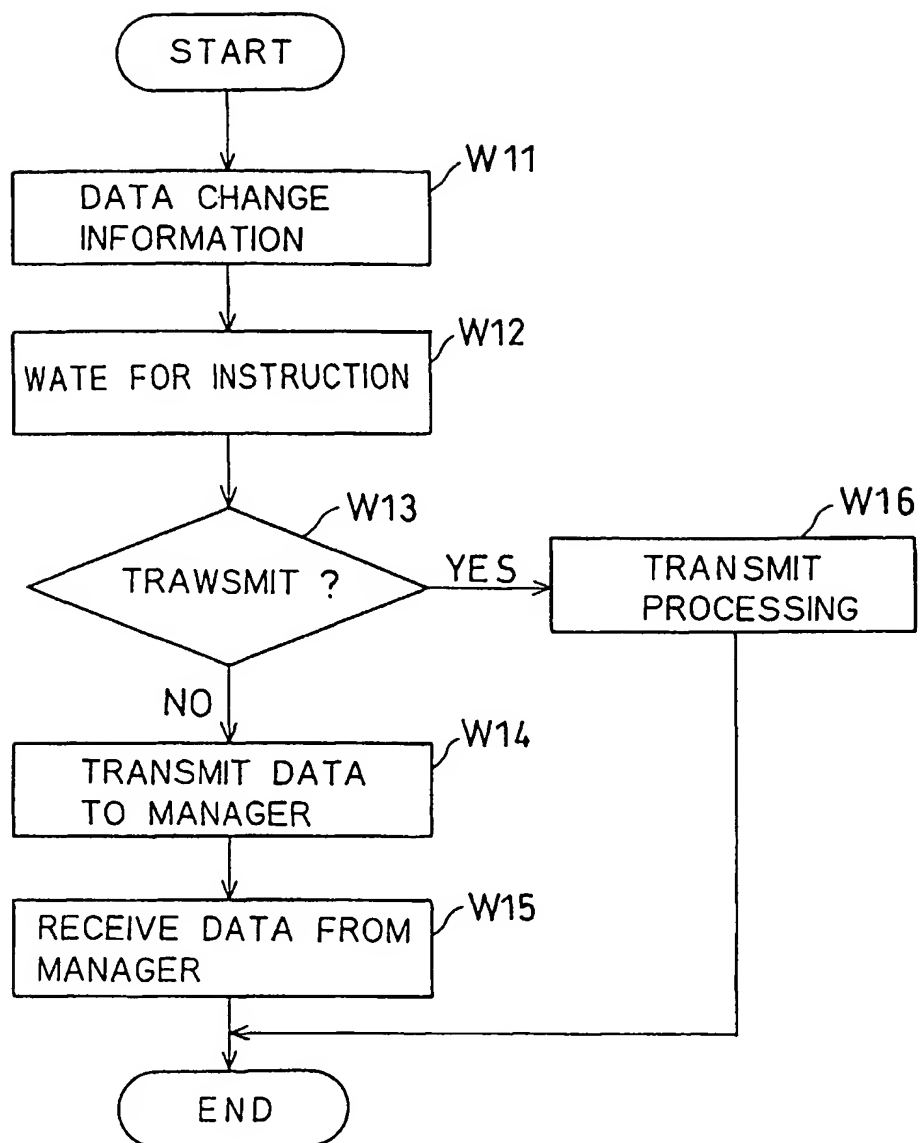 START
W11
DATA CHANGE
INFORMATION
W12
WATE FOR INSTRUCTION
W13
TRAWSMIT ?
YES
W16
TRANSMIT
PROCESSING
NO
W14
TRANSMIT DATA
TO MANAGER
W15
RECEIVE DATA FROM
MANAGER
END